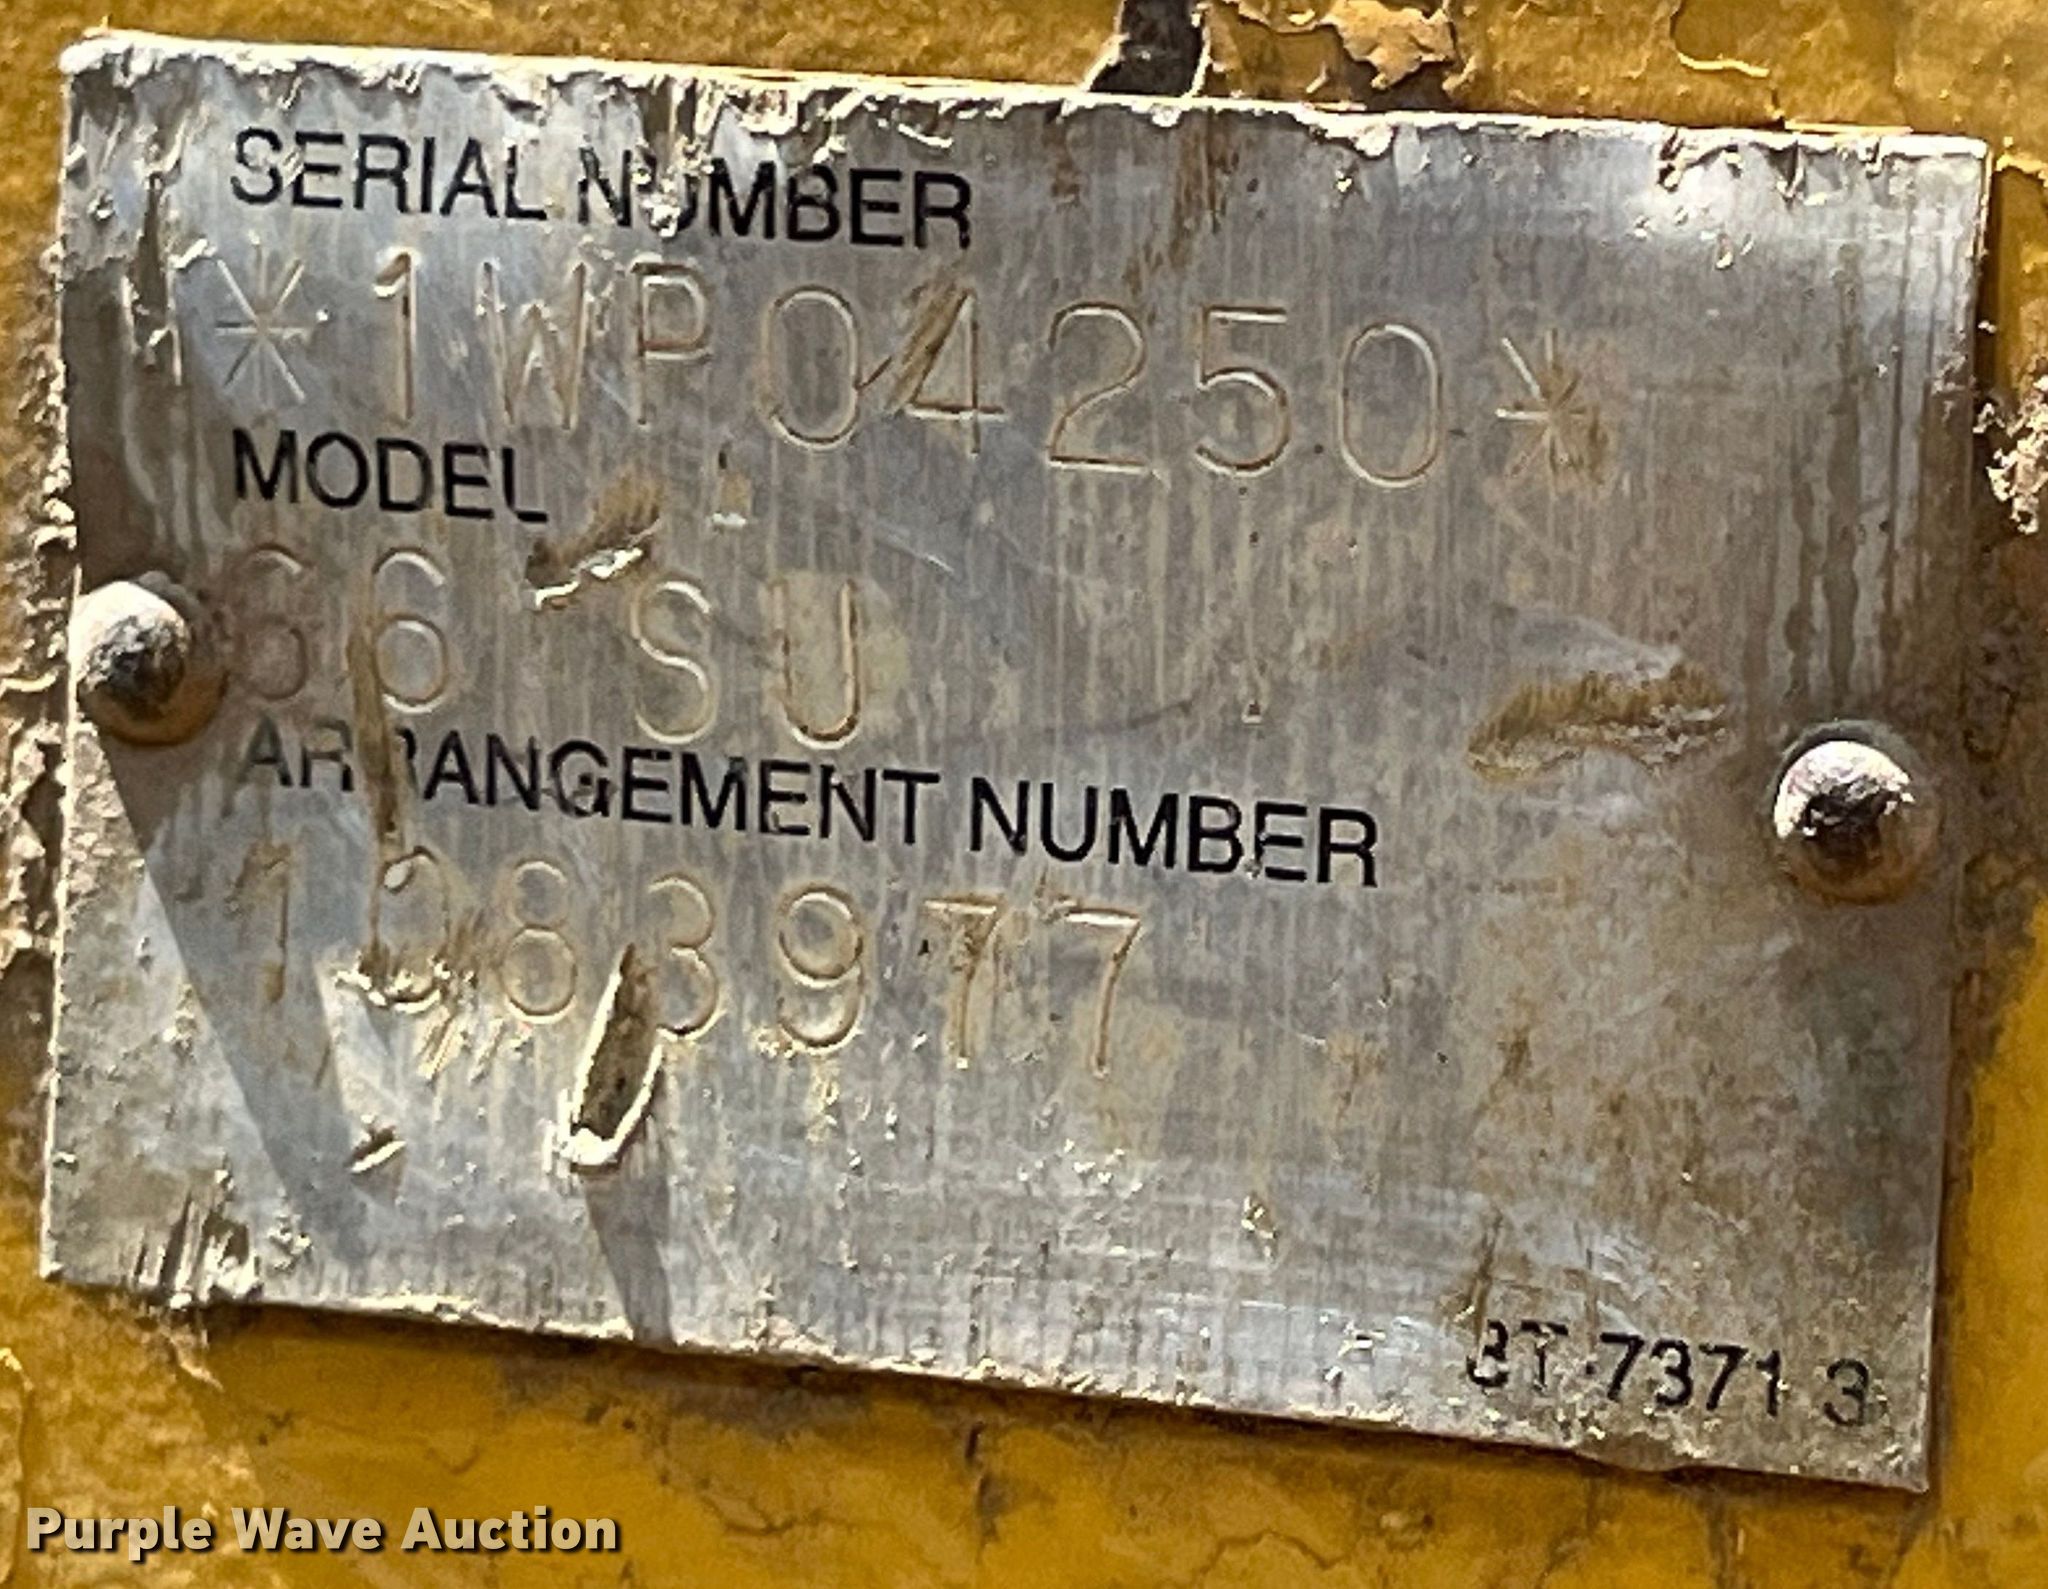 SERIAL NUMBER
*1WP04250*
MODEL
66 SU
ARRANGEMENT NUMBER
1083977
8T-7371 3
Purple Wave Auction